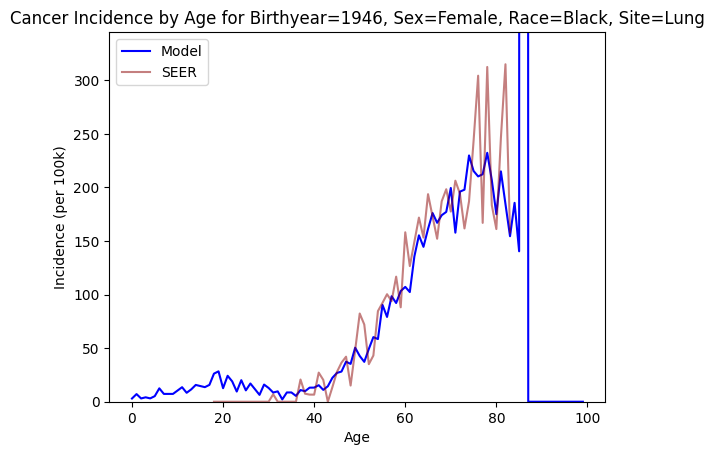 Cancer Incidence by Age for Birthyear=1946, Sex=Female, Race=Black, Site=Lung
Model
SEER
Incidence (per 100k)
300
250
200
150
100
50
0
0 20 40 60 80 100
Age